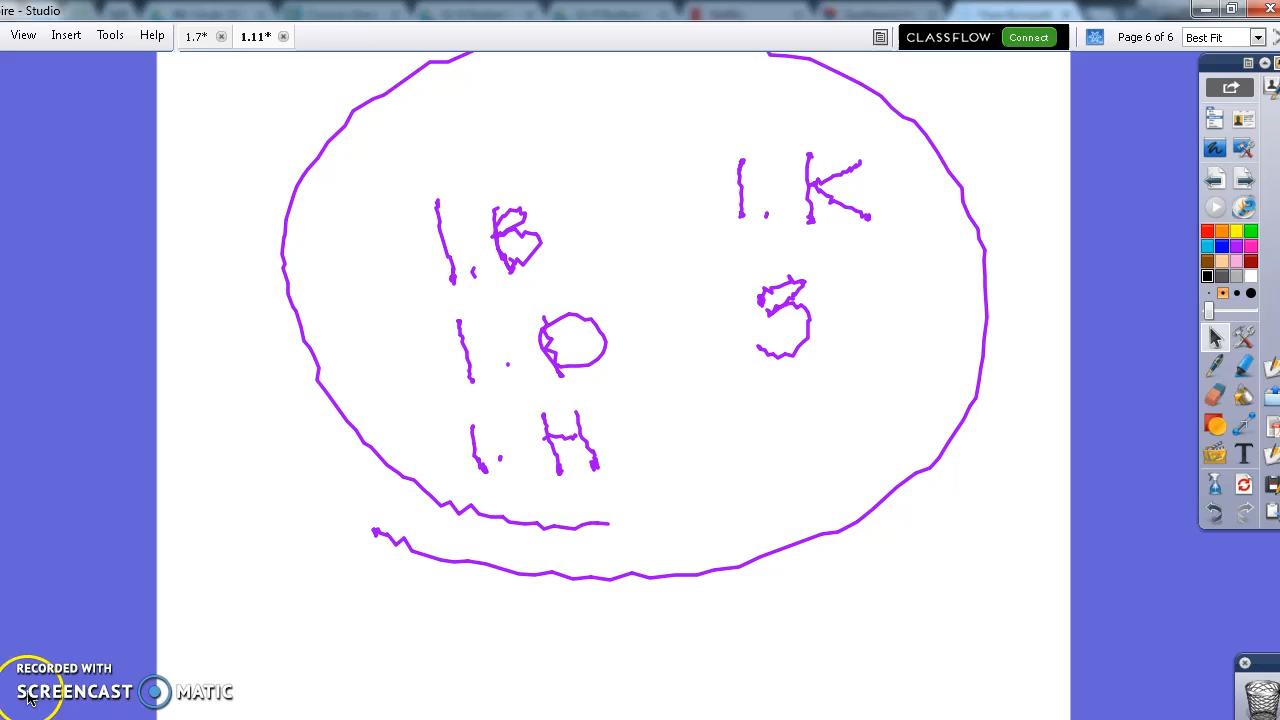 ire - Studio
View Insert Tools Help 1.7* 1.11* CLASSFLOW Connect Page 6 of 6 Best Fit
1. K
1. B
5
1. O
1. H
T
RECORDED WITH
SCREENCAST MATIC